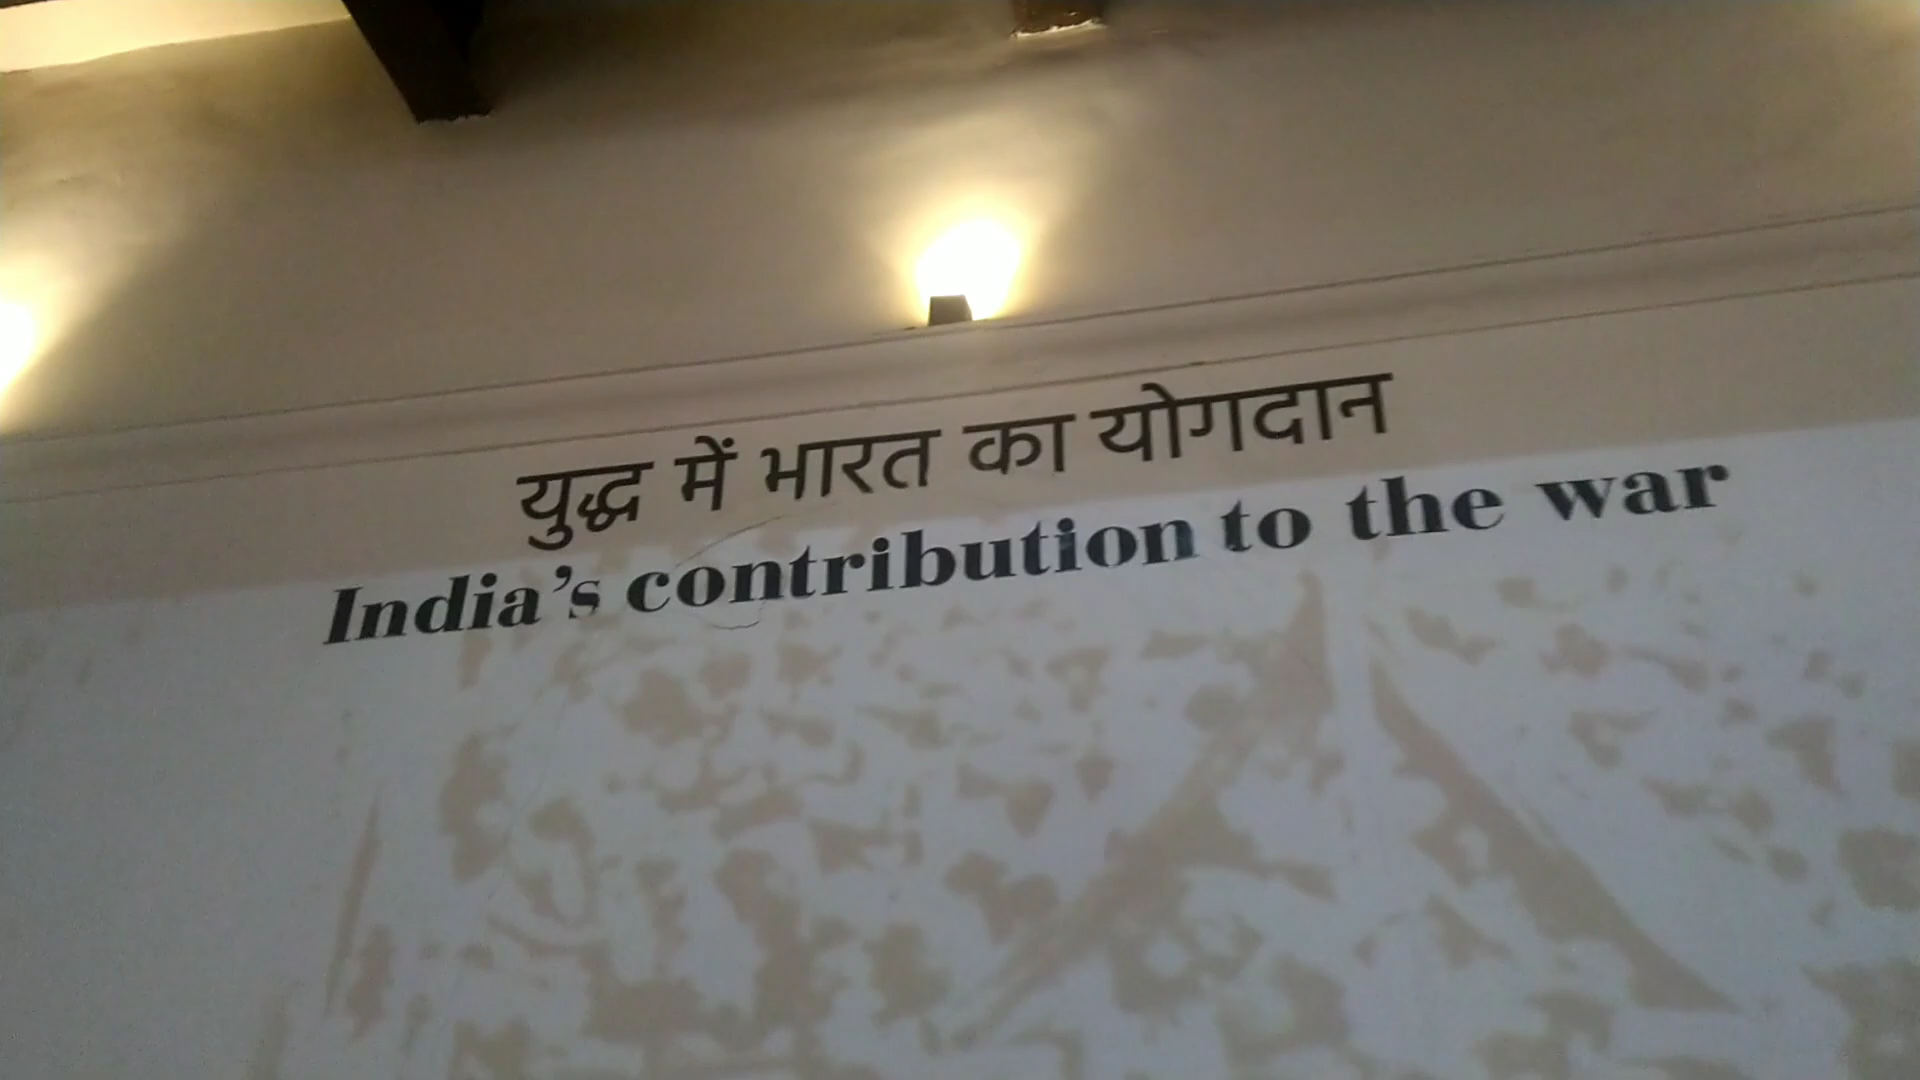 युद्ध में भारत का योगदान
India's contribution to the war